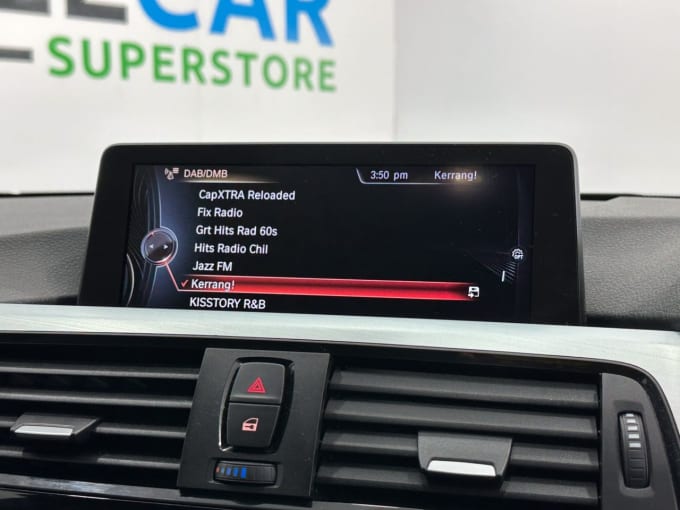 CAR
SUPERSTORE
DAB/DMB
3:50 pm Kerrang!
CapXTRA Reloaded
Fix Radio
Grt Hits Rad 60s
Hits Radio Chil
Jazz FM
✓ Kerrang!
KISSTORY R&B
OPT